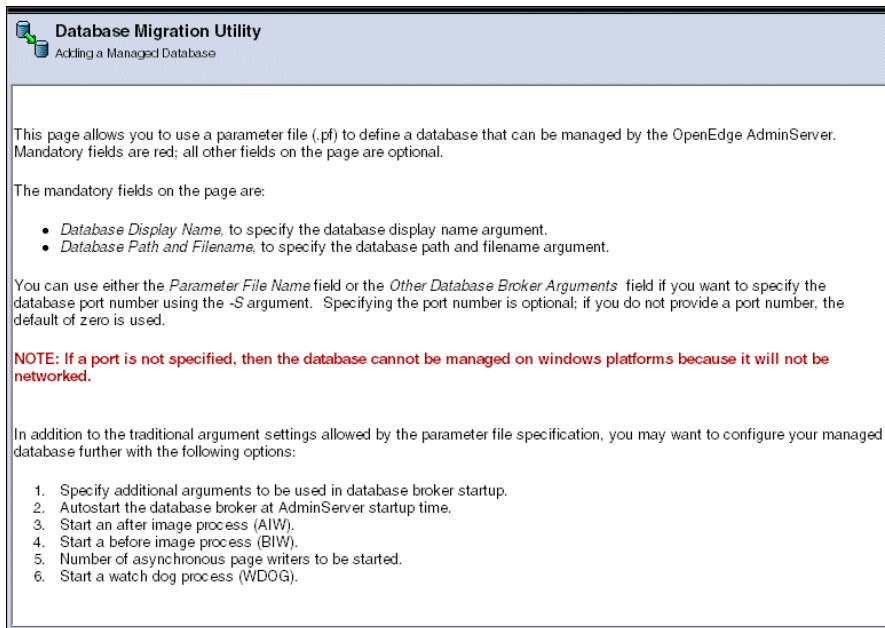 Database Migration Utility
Adding a Managed Database
This page allows you to use a parameter file (.pf) to define a database that can be managed by the OpenEdge AdminServer.
Mandatory fields are red; all other fields on the page are optional.
The mandatory fields on the page are:
• Database Display Name, to specify the database display name argument.
• Database Path and Filename, to specify the database path and filename argument.
You can use either the Parameter File Name field or the Other Database Broker Arguments field if you want to specify the
database port number using the -S argument. Specifying the port number is optional; if you do not provide a port number, the
default of zero is used.
NOTE: If a port is not specified, then the database cannot be managed on windows platforms because it will not be
networked.
In addition to the traditional argument settings allowed by the parameter file specification, you may want to configure your managed
database further with the following options:
1. Specify additional arguments to be used in database broker startup.
2. Autostart the database broker at AdminServer startup time.
3. Start an after image process (AIW).
4. Start a before image process (BIW).
5. Number of asynchronous page writers to be started.
6. Start a watch dog process (WDOG).